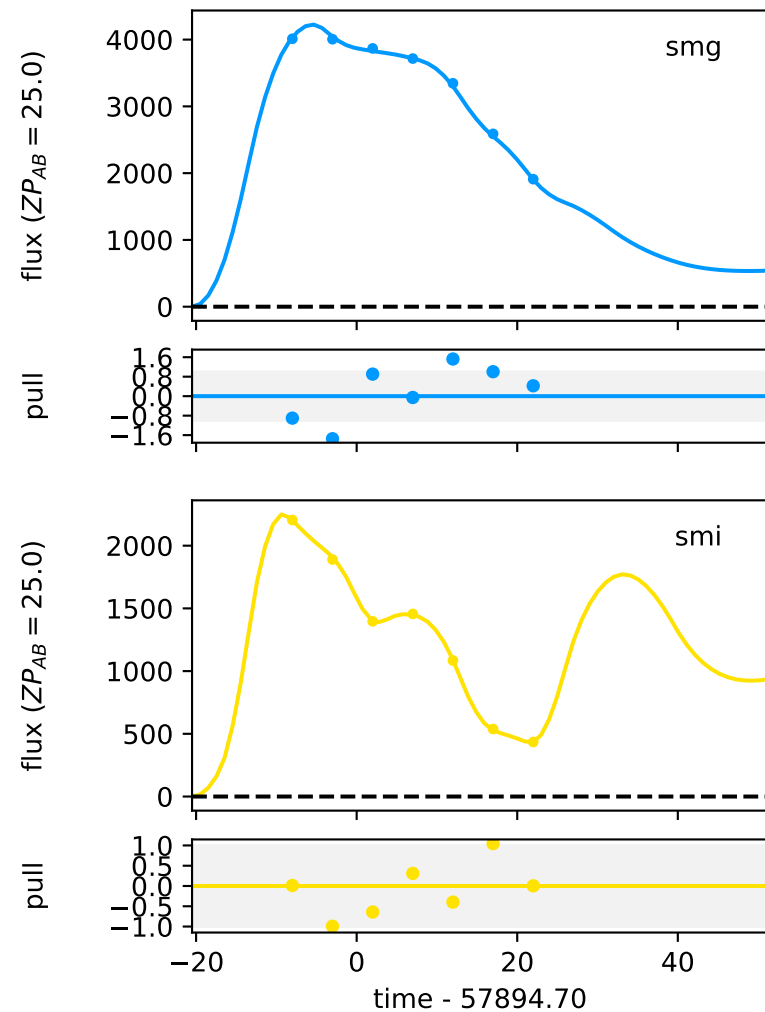 4000
3000
2000
1000
0
flux (ZP_AB = 25.0)
smg
1.6
0.8
0.0
−0.8
−1.6
pull
2000
1500
1000
500
0
flux (ZP_AB = 25.0)
smi
1.0
0.5
0.0
−0.5
−1.0
pull
−20 0 20 40
time - 57894.70